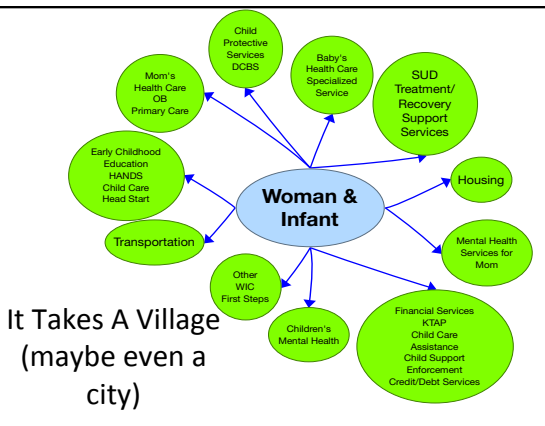 Child
Protective
Services
DCBS
Baby's
Health Care
Specialized
Service
SUD
Treatment/
Recovery
Support
Services
Mom's
Health Care
OB
Primary Care
Early Childhood
Education
HANDS
Child Care
Head Start
Woman &
Infant
Housing
Transportation
Mental Health
Services for
Mom
Other
WIC
First Steps
Children's
Mental Health
Financial Services
KTAP
Child Care
Assistance
Child Support
Enforcement
Credit/Debt Services
It Takes A Village
(maybe even a
city)